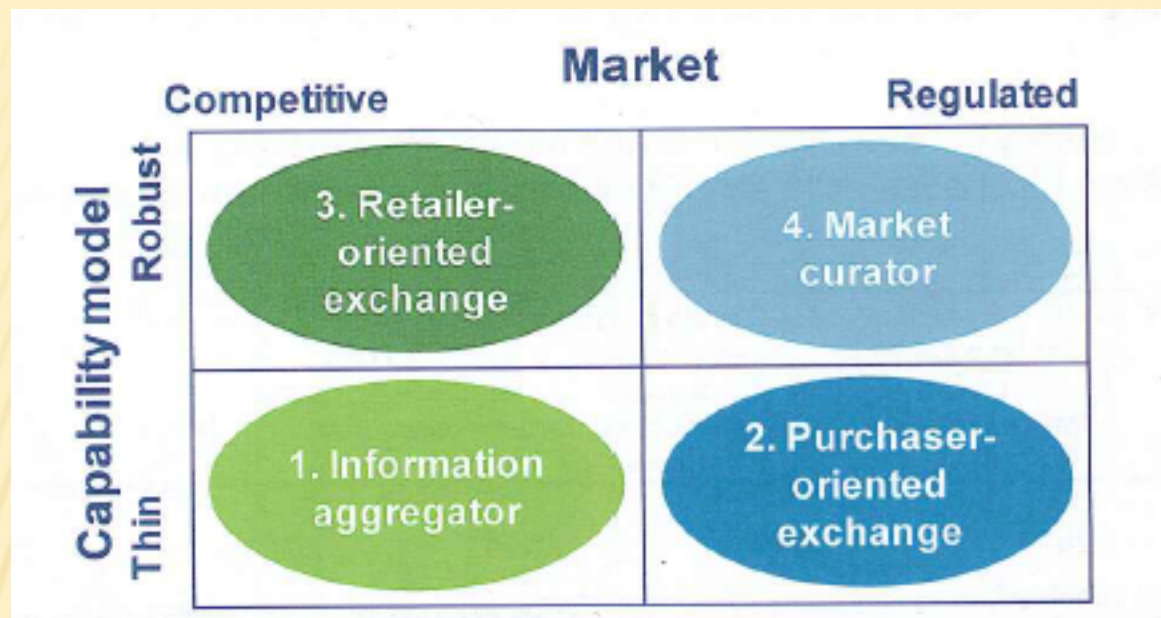 Market
Competitive
Regulated
Capability model
Robust
Thin
3. Retailer-
oriented
exchange
4. Market
curator
1. Information
aggregator
2. Purchaser-
oriented
exchange